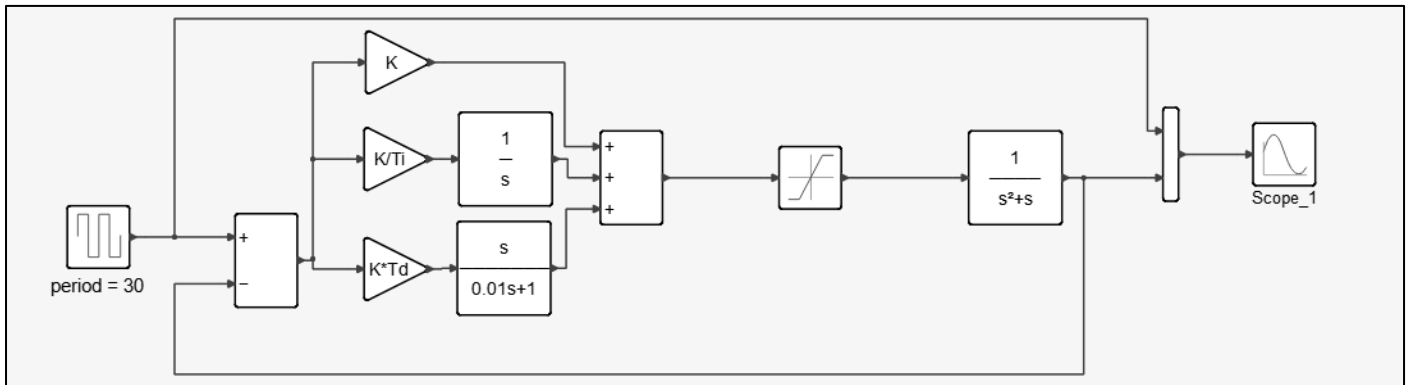 K
K/Ti
1
s
+
+
+
1
s²+s
Scope_1
period = 30
+
−
K*Td
s
0.01s+1